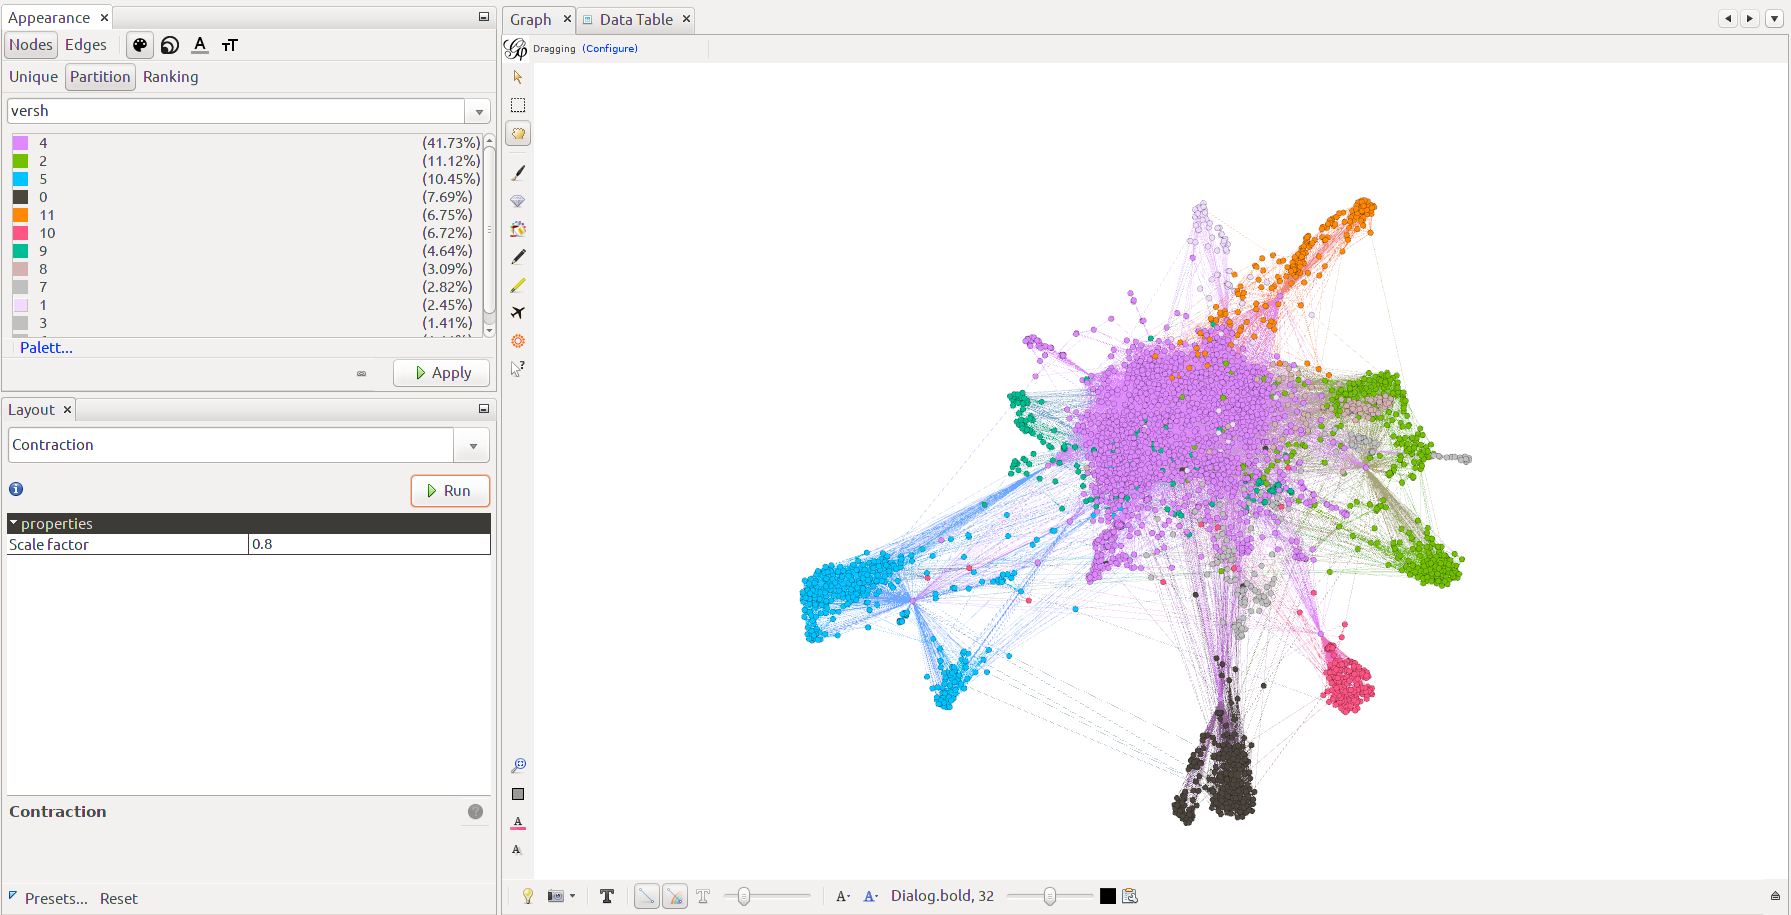 Appearance
Nodes Edges
Unique Partition Ranking
versh
4 (41.73%)
2 (11.12%)
5 (10.45%)
0 (7.69%)
11 (6.75%)
10 (6.72%)
9 (4.64%)
8 (3.09%)
7 (2.82%)
1 (2.45%)
3 (1.41%)
Palett...
Apply
Layout
Contraction
Run
properties
Scale factor 0.8
Contraction
Presets... Reset
Graph Data Table
Dragging (Configure)
Dialog.bold, 32